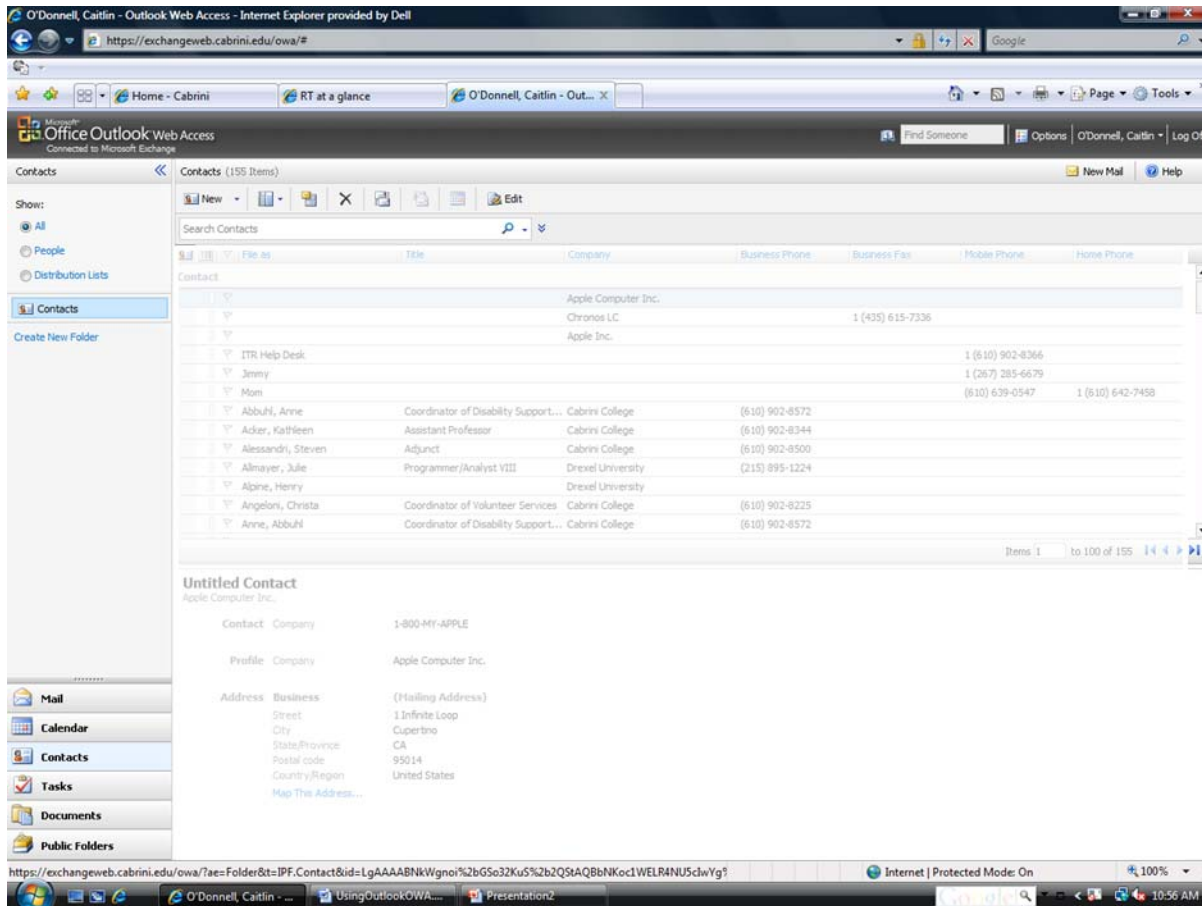 O'Donnell, Caitlin - Outlook Web Access - Internet Explorer provided by Dell
https://exchangeweb.cabrini.edu/owa/# Google
Home - Cabrini RT at a glance O'Donnell, Caitlin - Out... Page Tools
Microsoft
Office Outlook Web Access Find Someone Options O'Donnell, Caitlin Log Of
Connected to Microsoft Exchange
Contacts Contacts (155 Items) New Mail Help
Show: New Edit
All Search Contacts
People File as Title Company Business Phone Business Fax Mobile Phone Home Phone
Distribution Lists Contact
Contacts Apple Computer Inc.
Chronos LC 1 (435) 615-7336
Create New Folder Apple Inc.
ITR Help Desk 1 (610) 902-8366
Jimmy 1 (267) 285-6679
Mom (610) 639-0547 1 (610) 642-7458
Abbuhl, Anne Coordinator of Disability Support... Cabrini College (610) 902-8572
Acker, Kathleen Assistant Professor Cabrini College (610) 902-8344
Alessandri, Steven Adjunct Cabrini College (610) 902-8500
Allmayer, Julie Programmer/Analyst VIII Drexel University (215) 895-1224
Alpine, Henry Drexel University
Angeloni, Christa Coordinator of Volunteer Services Cabrini College (610) 902-8225
Anne, Abbuhl Coordinator of Disability Support... Cabrini College (610) 902-8572
Items 1 to 100 of 155
Untitled Contact
Apple Computer Inc.
Contact Company 1-800-MY-APPLE
Profile Company Apple Computer Inc.
Address Business (Mailing Address)
Street 1 Infinite Loop
City Cupertino
State/Province CA
Postal code 95014
Country/Region United States
Map This Address...
Mail
Calendar
Contacts
Tasks
Documents
Public Folders
Internet | Protected Mode: On 100%
O'Donnell, Caitlin - ... UsingOutlookOWA.... Presentation2 10:56 AM